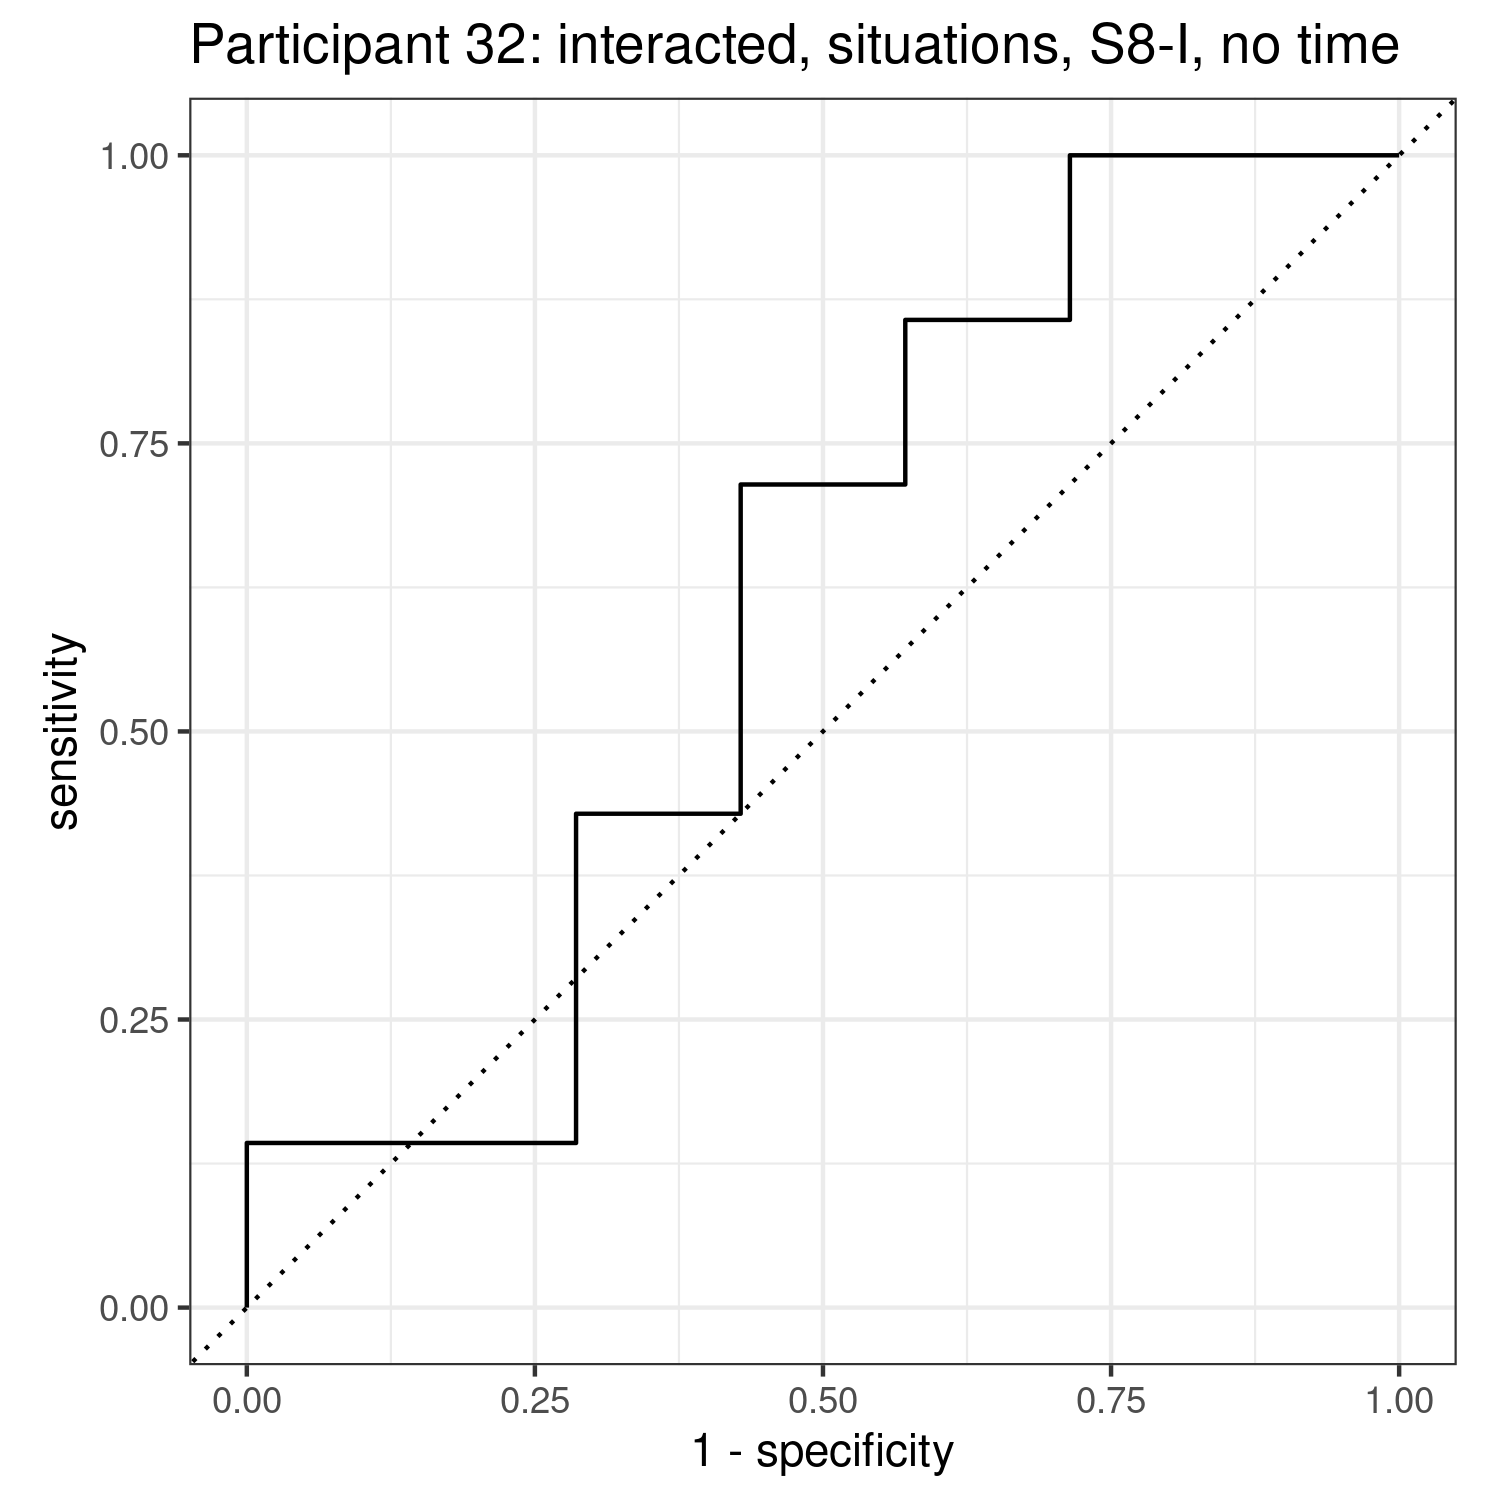 Participant 32: interacted, situations, S8-I, no time
1.00
0.75
0.50
0.25
0.00
sensitivity
0.00 0.25 0.50 0.75 1.00
1 - specificity